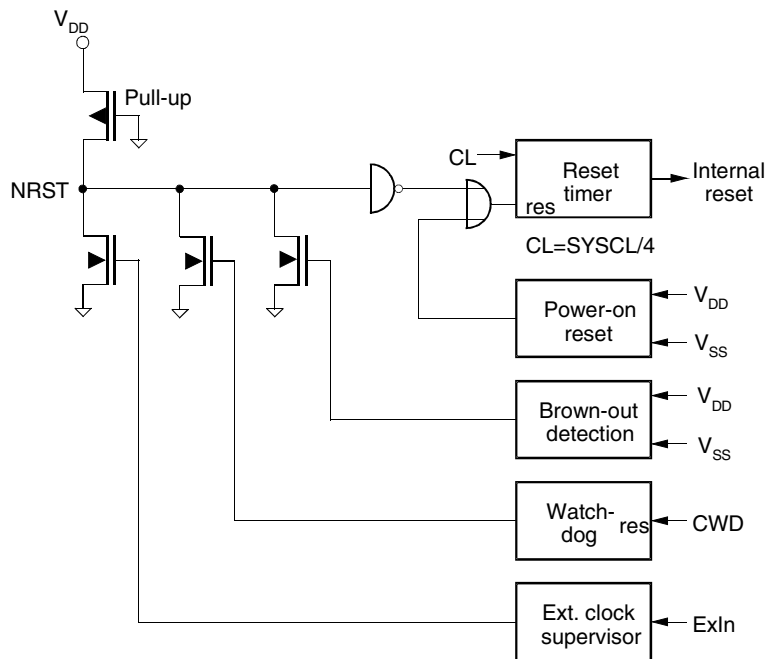 VDD
Pull-up
NRST
CL
Reset
timer
res
Internal
reset
CL=SYSCL/4
Power-on
reset
VDD
VSS
Brown-out
detection
VDD
VSS
Watch-
dog
res
CWD
Ext. clock
supervisor
ExIn